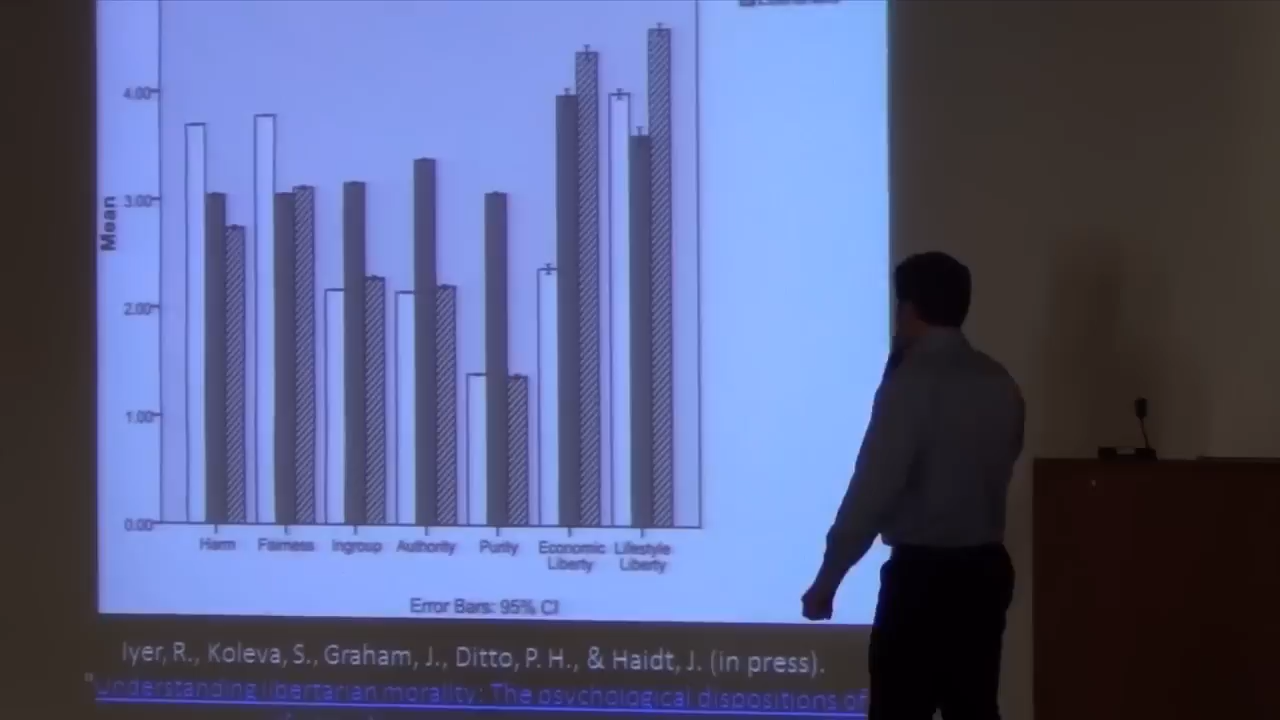 4.00
3.00
Mean
2.00
1.00
0.00
Harm Fairness Ingroup Authority Purity Economic Liberty Lifestyle Liberty
Error Bars: 95% CI
Iyer, R., Koleva, S., Graham, J., Ditto, P. H., & Haidt, J. (in press).
Understanding libertarian morality: The psychological dispositions of